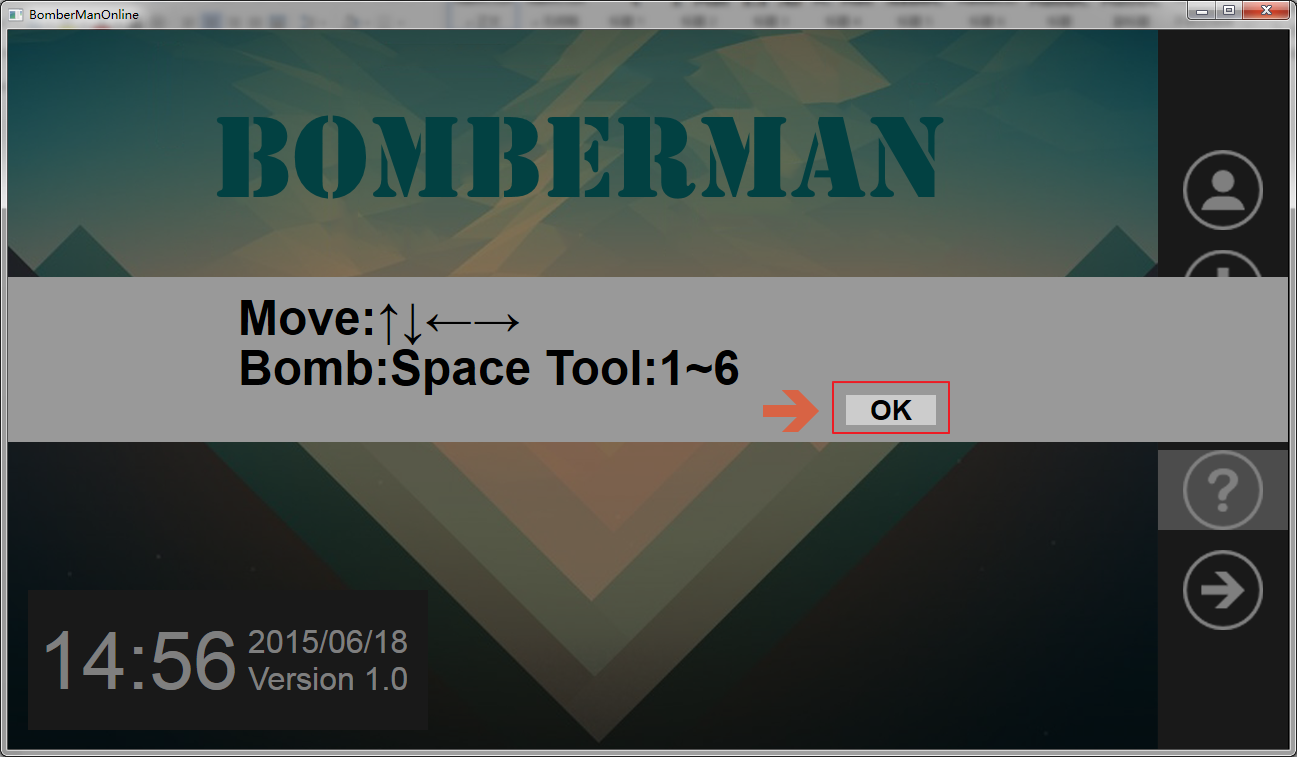 BomberManOnline
BOMBERMAN
Move:↑↓←→
Bomb:Space Tool:1~6
OK
?
14:56
2015/06/18
Version 1.0